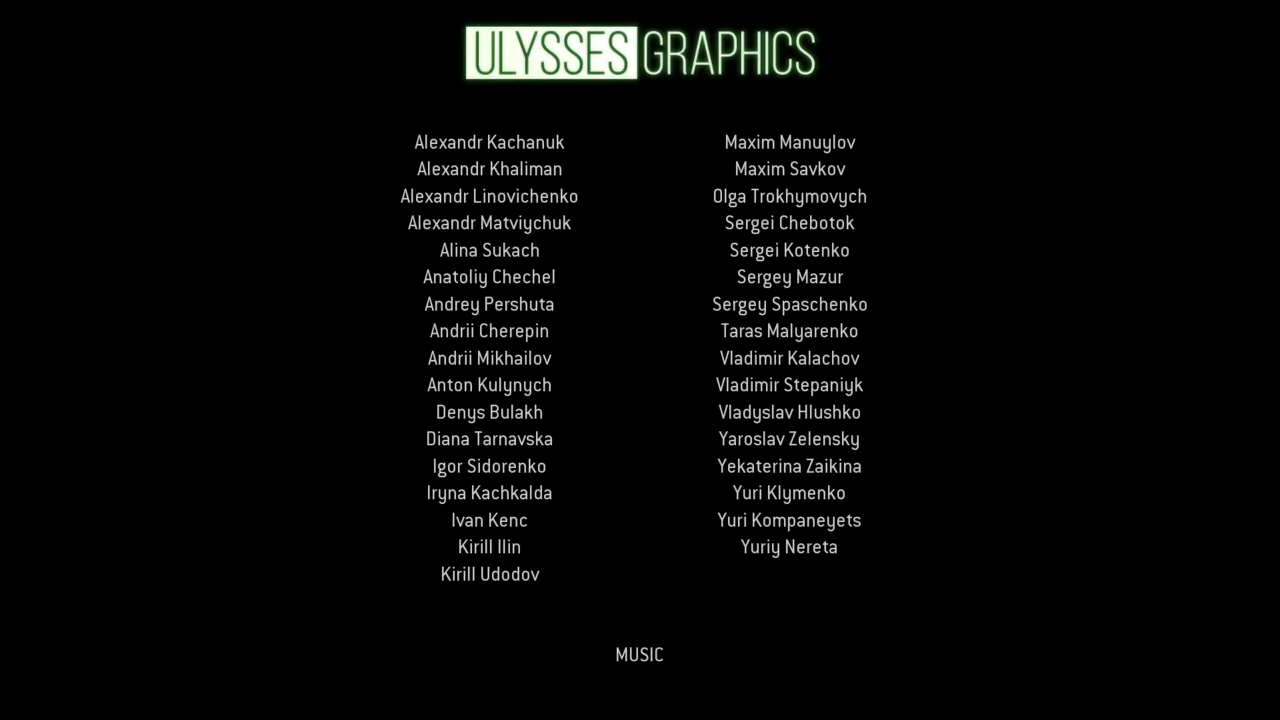 ULYSSES GRAPHICS
Alexandr Kachanuk
Alexandr Khaliman
Alexandr Linovichenko
Alexandr Matviychuk
Alina Sukach
Anatoliy Chechel
Andrey Pershuta
Andrii Cherepin
Andrii Mikhailov
Anton Kulynych
Denys Bulakh
Diana Tarnavska
Igor Sidorenko
Iryna Kachkalda
Ivan Kenc
Kirill Ilin
Kirill Udodov
Maxim Manuylov
Maxim Savkov
Olga Trokhymovych
Sergei Chebotok
Sergei Kotenko
Sergey Mazur
Sergey Spaschenko
Taras Malyarenko
Vladimir Kalachov
Vladimir Stepaniyk
Vladyslav Hlushko
Yaroslav Zelensky
Yekaterina Zaikina
Yuri Klymenko
Yuri Kompaneyets
Yuriy Nereta
MUSIC